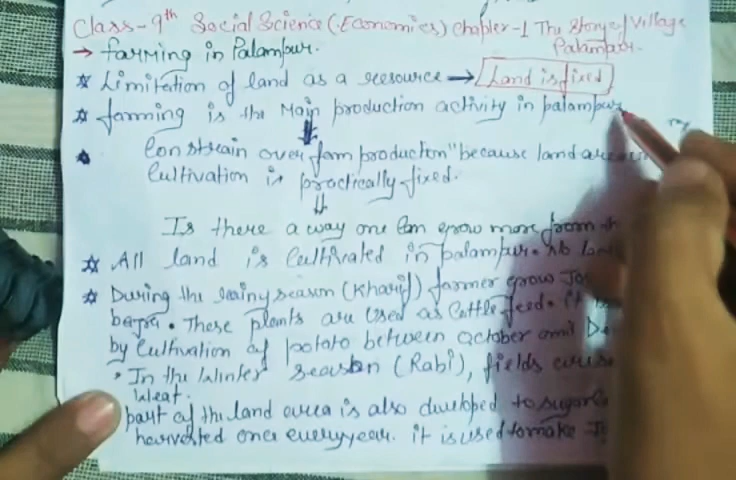 Class-9th Social Science (Economics) Chapter-1 The Story of Village
Palampur.
→ farming in Palampur.
☆ Limitation of land as a resource → Land is fixed
☆ farming is the Main production activity in palampur
Constrain over farm production" because land
Cultivation is practically fixed.
Is there a way one Can grow more from
☆ All land is Cultivated in palampur. No
☆ During the rainy season (Kharif) farmer grow
bajra. These plants are used as Cattle feed. it
by Cultivation of potato between October and De
• In the Winter season (Rabi), fields
Weat.
part of the land area is also to
harvested once every year. it is used to make